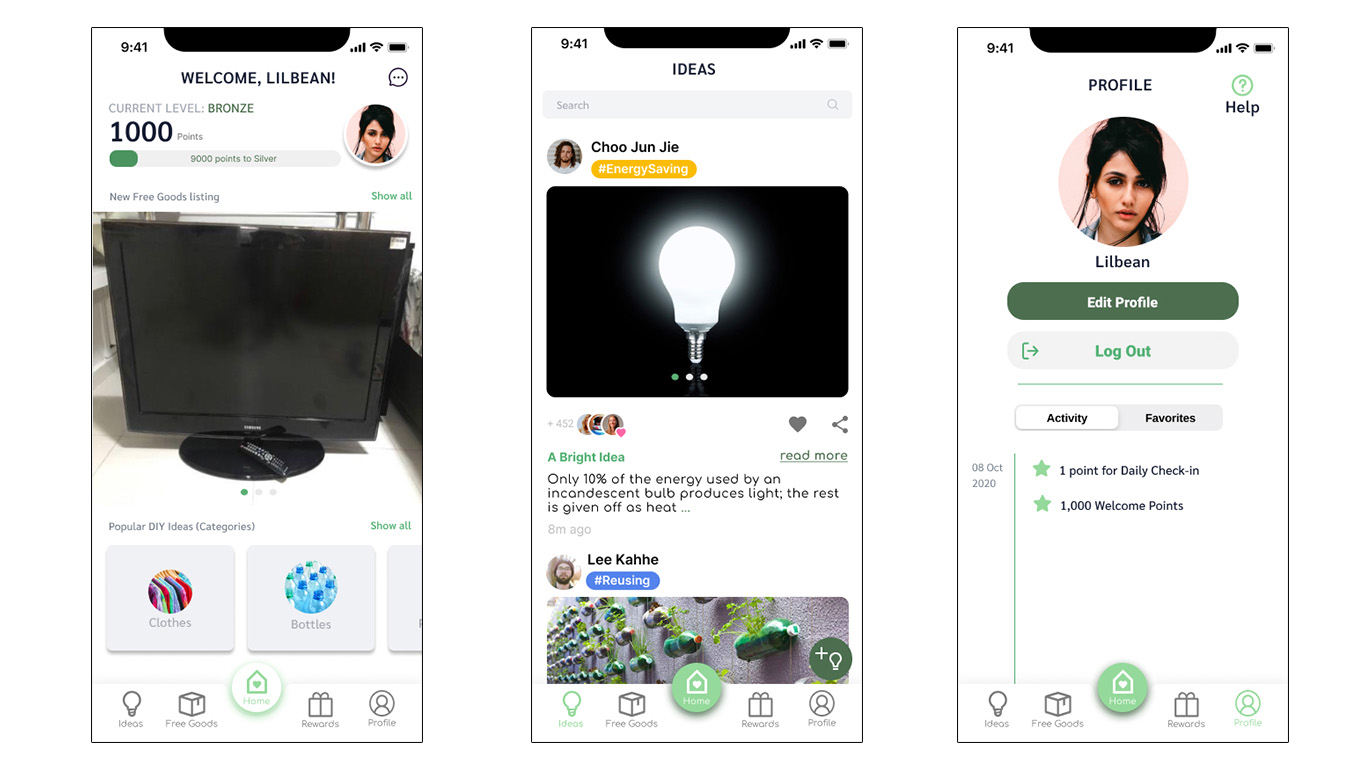 9:41
WELCOME, LILBEAN!
CURRENT LEVEL: BRONZE
1000 Points
9000 points to Silver
New Free Goods listing Show all
SAMSUNG
Popular DIY Ideas (Categories) Show all
Clothes Bottles
Ideas Free Goods Home Rewards Profile
9:41
IDEAS
Search
Choo Jun Jie
#EnergySaving
+ 452
A Bright Idea read more
Only 10% of the energy used by an
incandescent bulb produces light; the rest
is given off as heat ...
8m ago
Lee Kahhe
#Reusing
Ideas Free Goods Home Rewards Profile
9:41
PROFILE
Help
Lilbean
Edit Profile
Log Out
Activity Favorites
08 Oct
2020
1 point for Daily Check-in
1,000 Welcome Points
Ideas Free Goods Home Rewards Profile